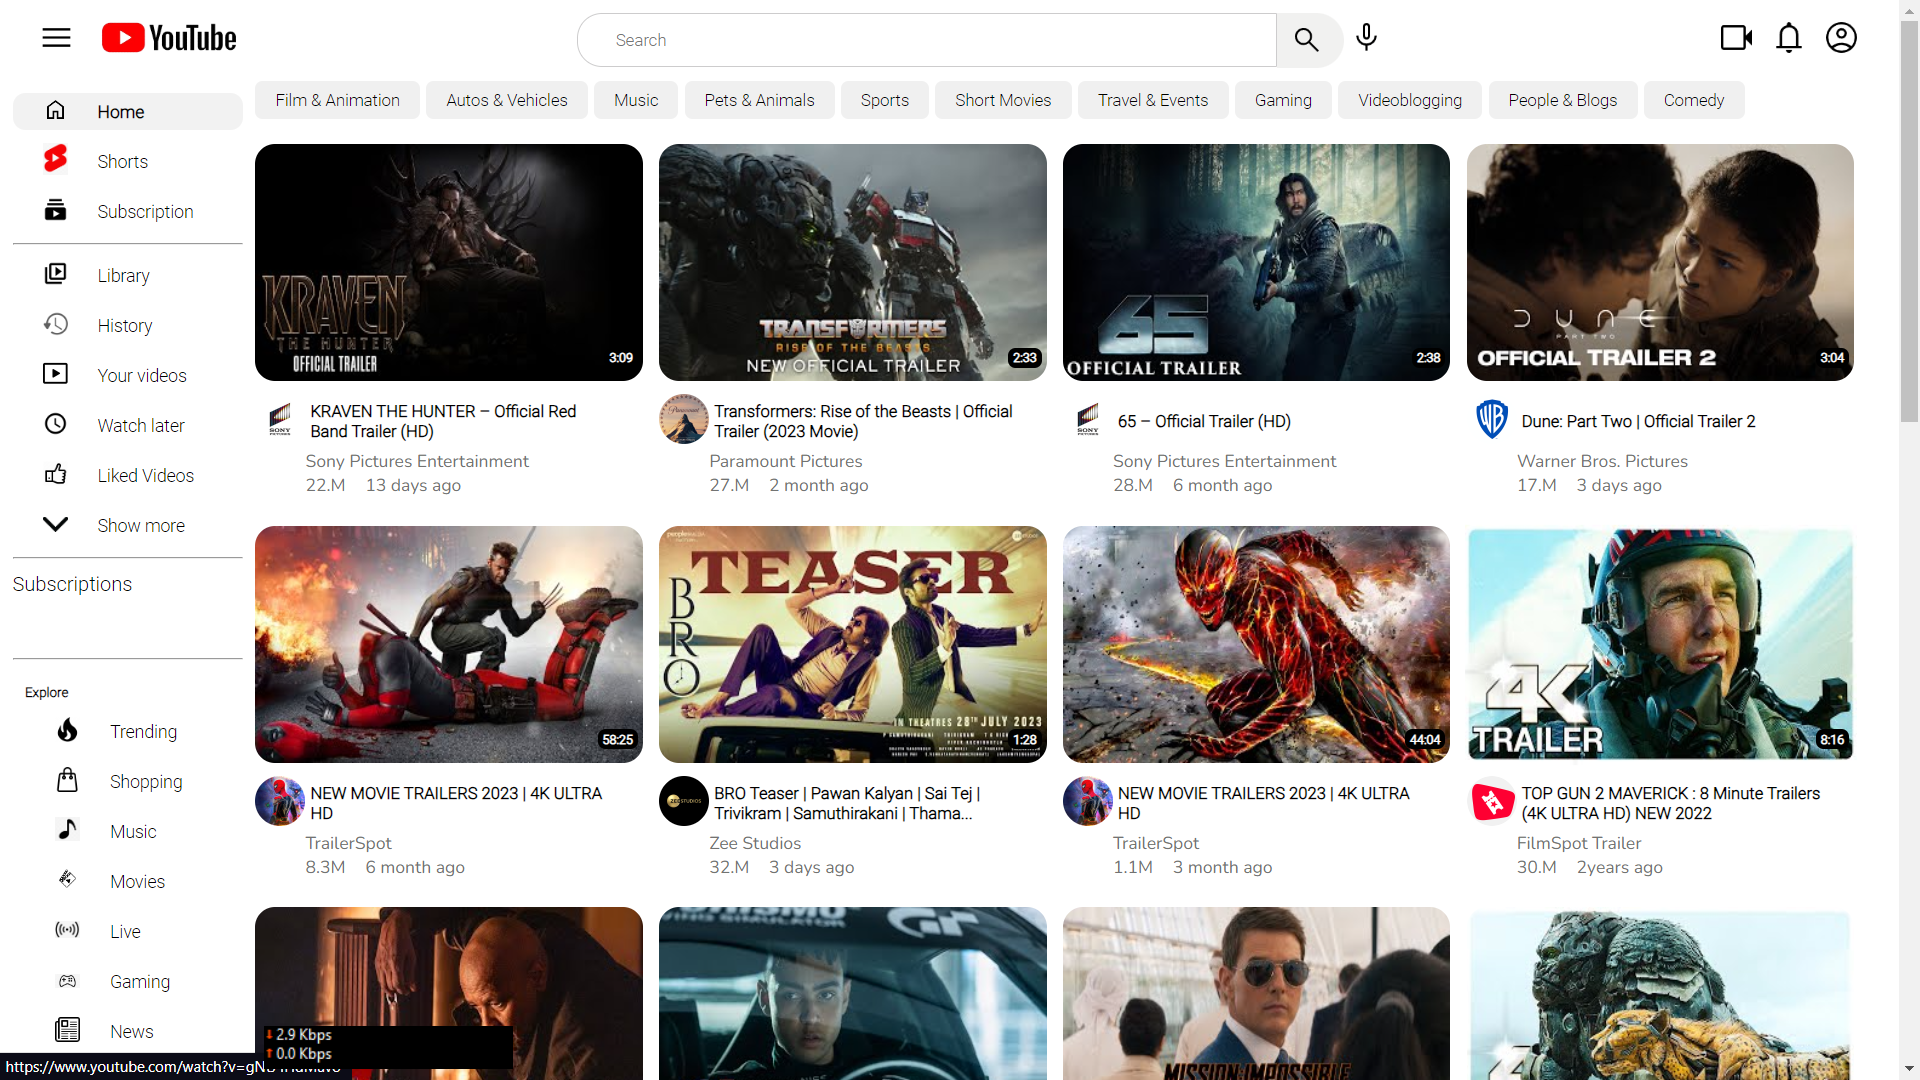 YouTube
Search
Film & Animation
Autos & Vehicles
Music
Pets & Animals
Sports
Short Movies
Travel & Events
Gaming
Videoblogging
People & Blogs
Comedy
Home
Shorts
Subscription
Library
History
Your videos
Watch later
Liked Videos
Show more
Subscriptions
Explore
Trending
Shopping
Music
Movies
Live
Gaming
News
KRAVEN
THE HUNTER
OFFICIAL TRAILER
3:09
TRANSFORMERS
RISE OF THE BEASTS
NEW OFFICIAL TRAILER
2:33
65
OFFICIAL TRAILER
2:38
DUNE
PART TWO
OFFICIAL TRAILER 2
3:04
SONY
PICTURES
KRAVEN THE HUNTER – Official Red
Band Trailer (HD)
Sony Pictures Entertainment
22.M 13 days ago
Paramount
Transformers: Rise of the Beasts | Official
Trailer (2023 Movie)
Paramount Pictures
27.M 2 month ago
SONY
PICTURES
65 – Official Trailer (HD)
Sony Pictures Entertainment
28.M 6 month ago
WB
Dune: Part Two | Official Trailer 2
Warner Bros. Pictures
17.M 3 days ago
58:25
TEASER
BRO
IN THEATRES 28TH JULY 2023
1:28
44:04
4K
TRAILER
8:16
NEW MOVIE TRAILERS 2023 | 4K ULTRA
HD
TrailerSpot
8.3M 6 month ago
ZEE STUDIOS
BRO Teaser | Pawan Kalyan | Sai Tej |
Trivikram | Samuthirakani | Thama...
Zee Studios
32.M 3 days ago
NEW MOVIE TRAILERS 2023 | 4K ULTRA
HD
TrailerSpot
1.1M 3 month ago
TOP GUN 2 MAVERICK : 8 Minute Trailers
(4K ULTRA HD) NEW 2022
FilmSpot Trailer
30.M 2years ago
GT
MISSION: IMPOSSIBLE
4
2.9 Kbps
0.0 Kbps
https://www.youtube.com/watch?v=gN